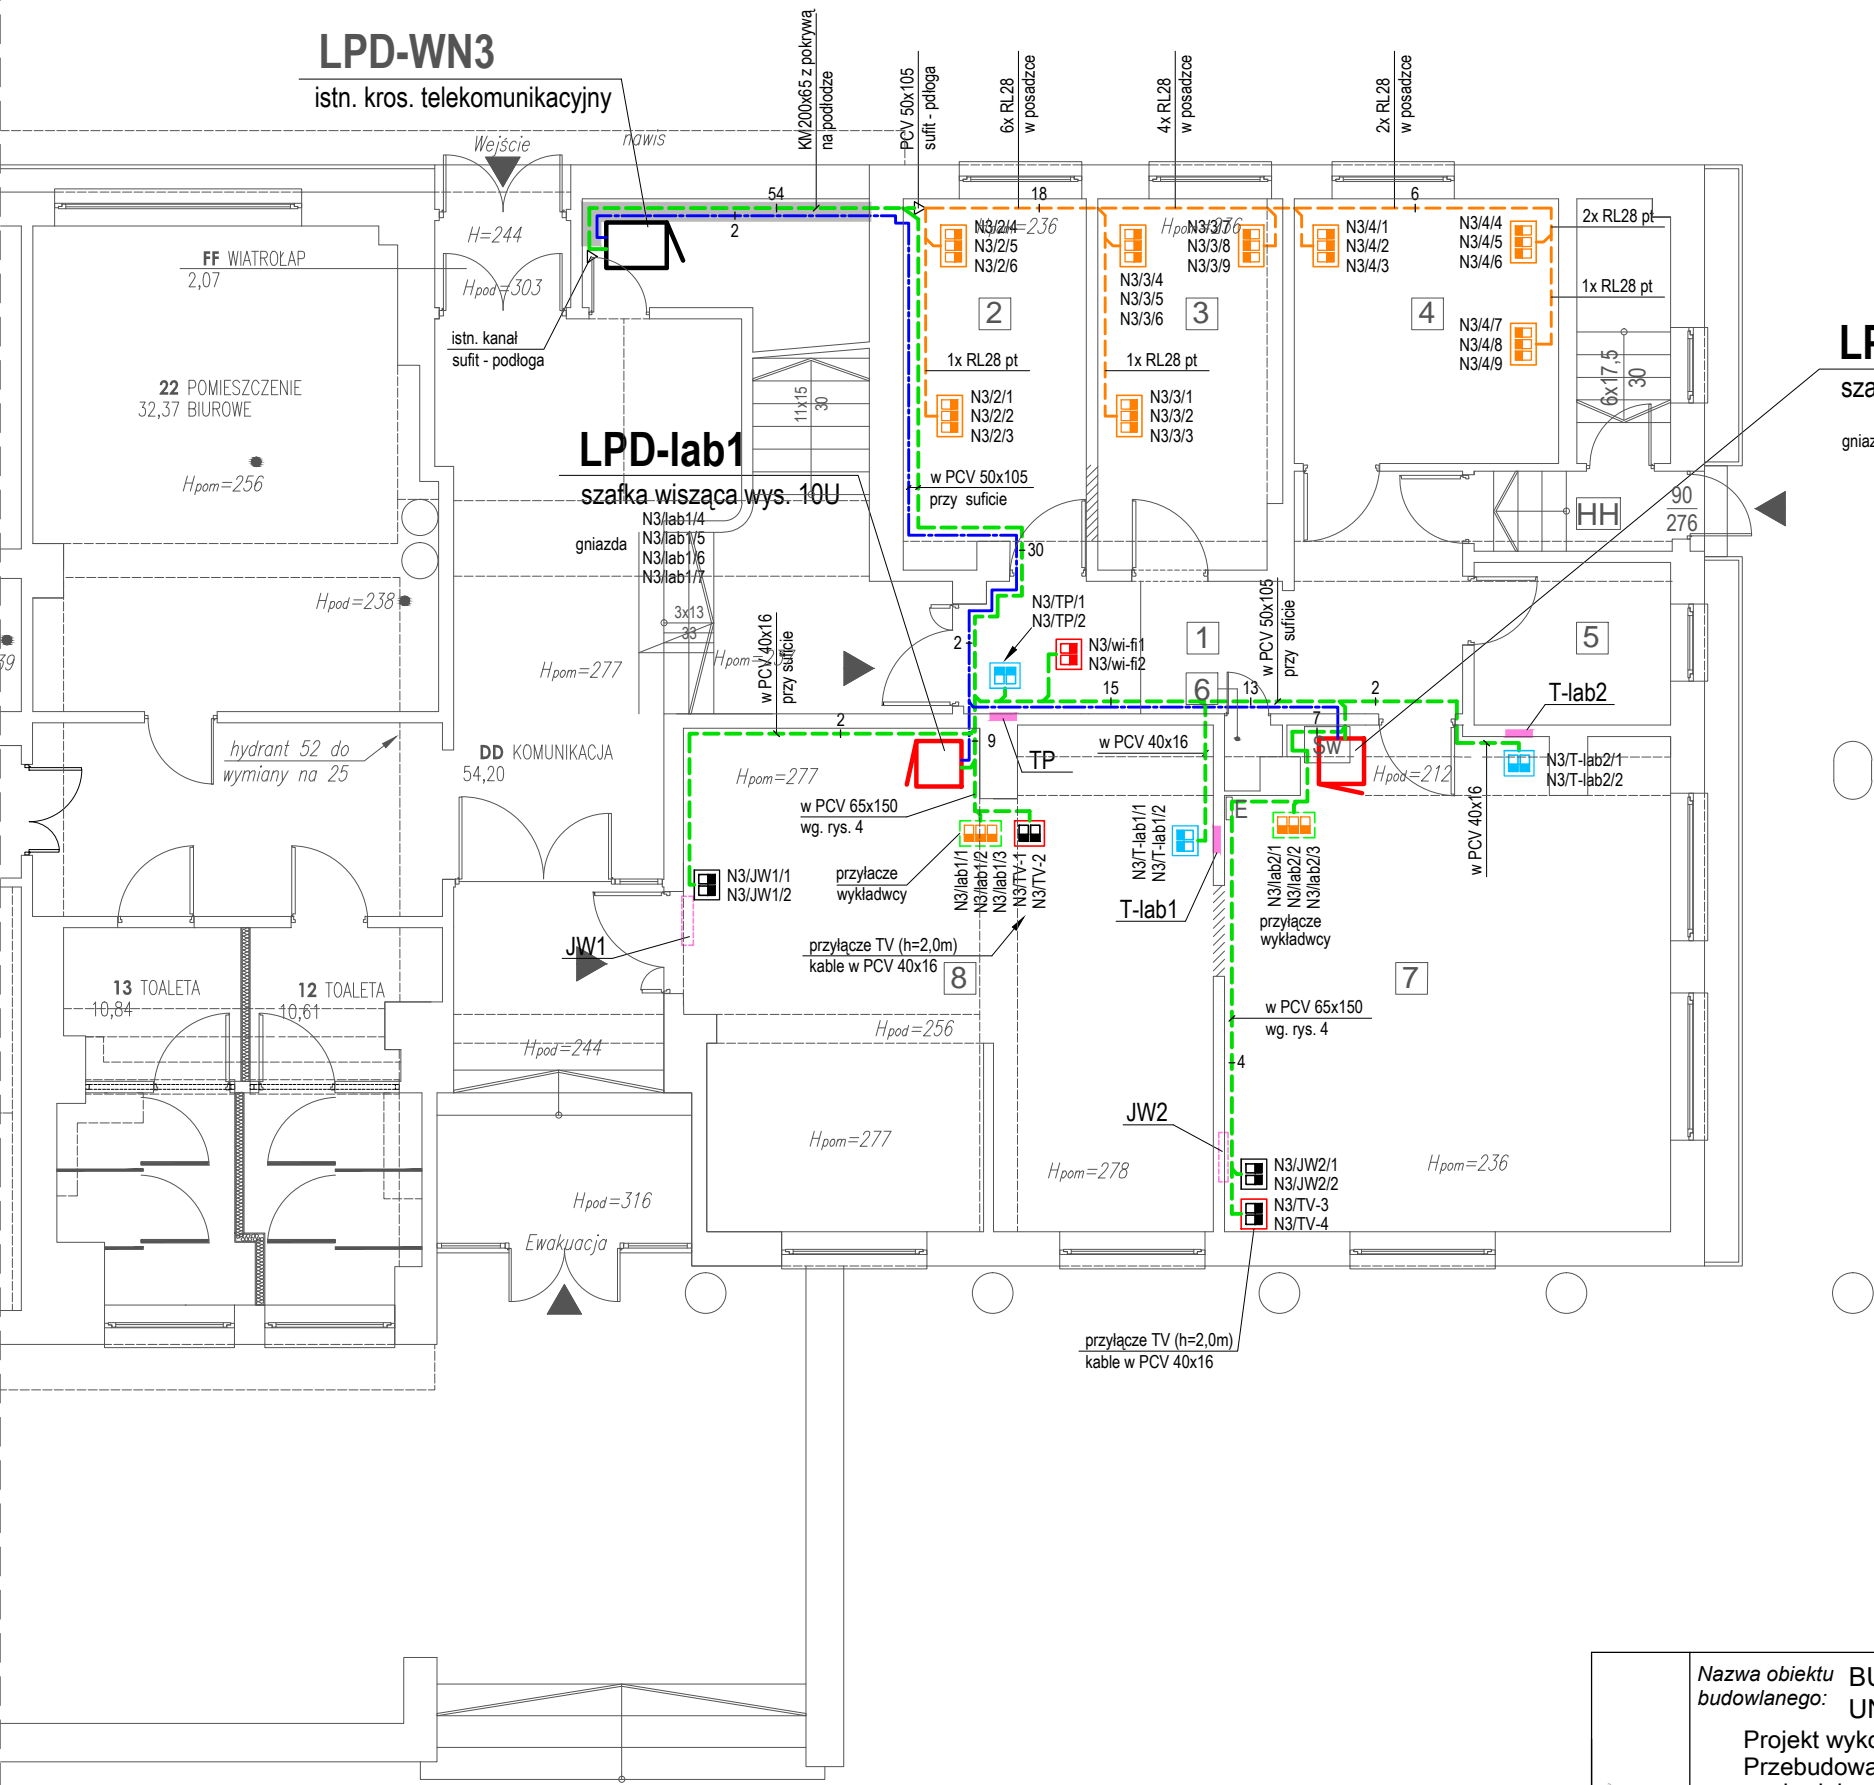 LPD-WN3
istn. kros. telekomunikacyjny
KM200x65 z pokrywą
na podłodze
PCV 50x105
sufit - pdłoga
6x RL28
w posadzce
4x RL28
w posadzce
2x RL28
w posadzce
Wejście
nawis
54
2
18
6
H=244
FF WIATROŁAP
2,07
Hpod=303
istn. kanał
sufit - podłoga
22 POMIESZCZENIE
32,37 BIUROWE
Hpom=256
Hpod=238
39
N3/2/4
N3/2/5
N3/2/6
Hpom=236
2
1x RL28 pt
N3/2/1
N3/2/2
N3/2/3
Hpom=276
N3/3/7
N3/3/8
N3/3/9
N3/3/4
N3/3/5
N3/3/6
3
1x RL28 pt
N3/3/1
N3/3/2
N3/3/3
N3/4/1
N3/4/2
N3/4/3
N3/4/4
N3/4/5
N3/4/6
4
N3/4/7
N3/4/8
N3/4/9
2x RL28 pt
1x RL28 pt
6x17,5
30
LP
sza
gniaz
11x15
30
LPD-lab1
szafka wisząca wys. 10U
gniazda
N3/lab1/4
N3/lab1/5
N3/lab1/6
N3/lab1/7
w PCV 50x105
przy suficie
30
HH
90
276
3x13
33
Hpom=277
w PCV 40x16
przy suficie
2
N3/TP/1
N3/TP/2
N3/wi-fi1
N3/wi-fi2
1
6
w PCV 50x105
przy suficie
5
15
13
2
T-lab2
hydrant 52 do
wymiany na 25
DD KOMUNIKACJA
54,20
2
9
Hpom=277
TP
w PCV 40x16
7
SW
Hpod=212
N3/T-lab2/1
N3/T-lab2/2
w PCV 40x16
w PCV 65x150
wg. rys. 4
E
N3/T-lab1/1
N3/T-lab1/2
T-lab1
N3/lab1/1
N3/lab1/2
N3/lab1/3
N3/TV-1
N3/TV-2
przyłacze
wykładwcy
N3/lab2/1
N3/lab2/2
N3/lab2/3
przyłącze
wykładwcy
N3/JW1/1
N3/JW1/2
JW1
przyłącze TV (h=2,0m)
kable w PCV 40x16
8
7
13 TOALETA
10,84
12 TOALETA
10,61
Hpod=244
Hpod=256
w PCV 65x150
wg. rys. 4
4
Hpom=277
Hpom=278
JW2
Hpom=236
N3/JW2/1
N3/JW2/2
N3/TV-3
N3/TV-4
Hpod=316
Ewakuacja
przyłącze TV (h=2,0m)
kable w PCV 40x16
Nazwa obiektu
budowlanego:
BU
UN
Projekt wyko
Przebudowa